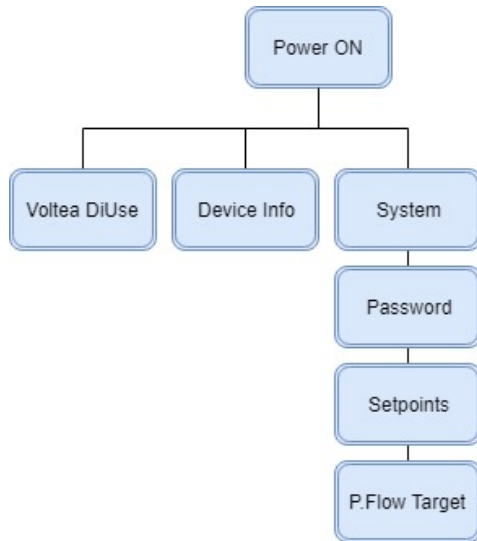 Power ON
Voltea DiUse
Device Info
System
Password
Setpoints
P.Flow Target